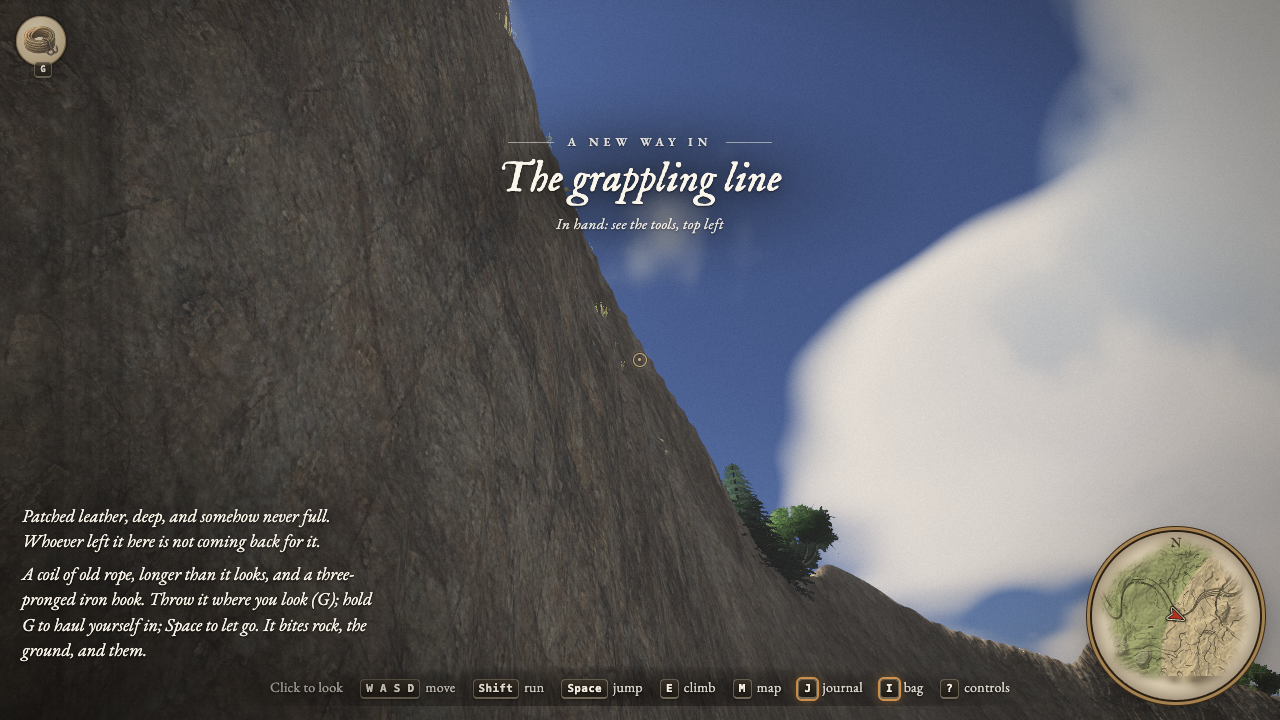 G
A NEW WAY IN
The grappling line
In hand: see the tools, top left
Patched leather, deep, and somehow never full.
Whoever left it here is not coming back for it.
A coil of old rope, longer than it looks, and a three-
pronged iron hook. Throw it where you look (G); hold
G to haul yourself in; Space to let go. It bites rock, the
ground, and them.
N
Click to look W A S D move Shift run Space jump E climb M map J journal I bag ? controls